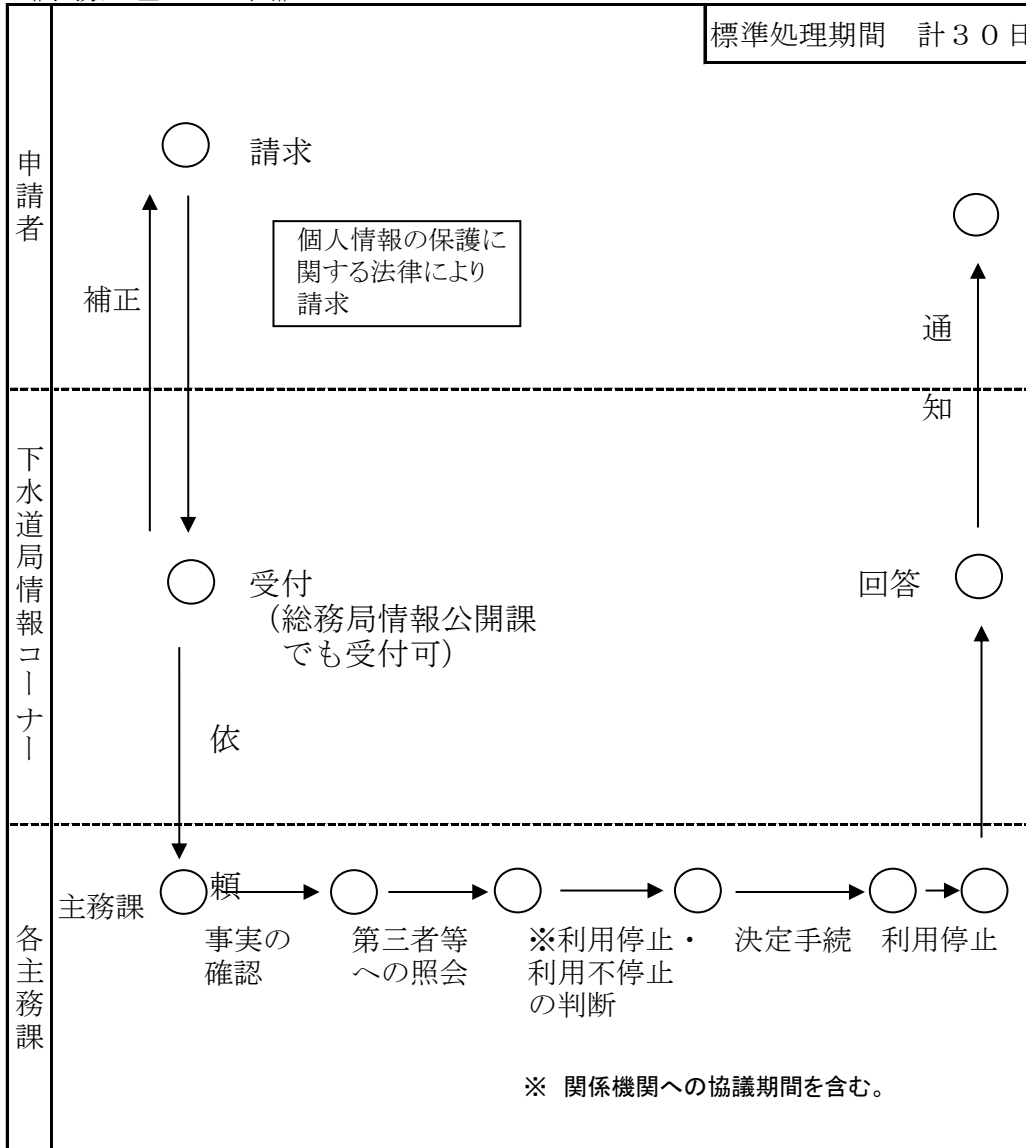 標準処理期間　計３０日
申請者
請求
個人情報の保護に
関する法律により
請求
補正
通
知
下水道局情報コーナー
受付
（総務局情報公開課
でも受付可）
回答
依
頼
各主務課
主務課
事実の
確認
第三者等
への照会
※利用停止・
利用不停止
の判断
決定手続
利用停止
※　関係機関への協議期間を含む。